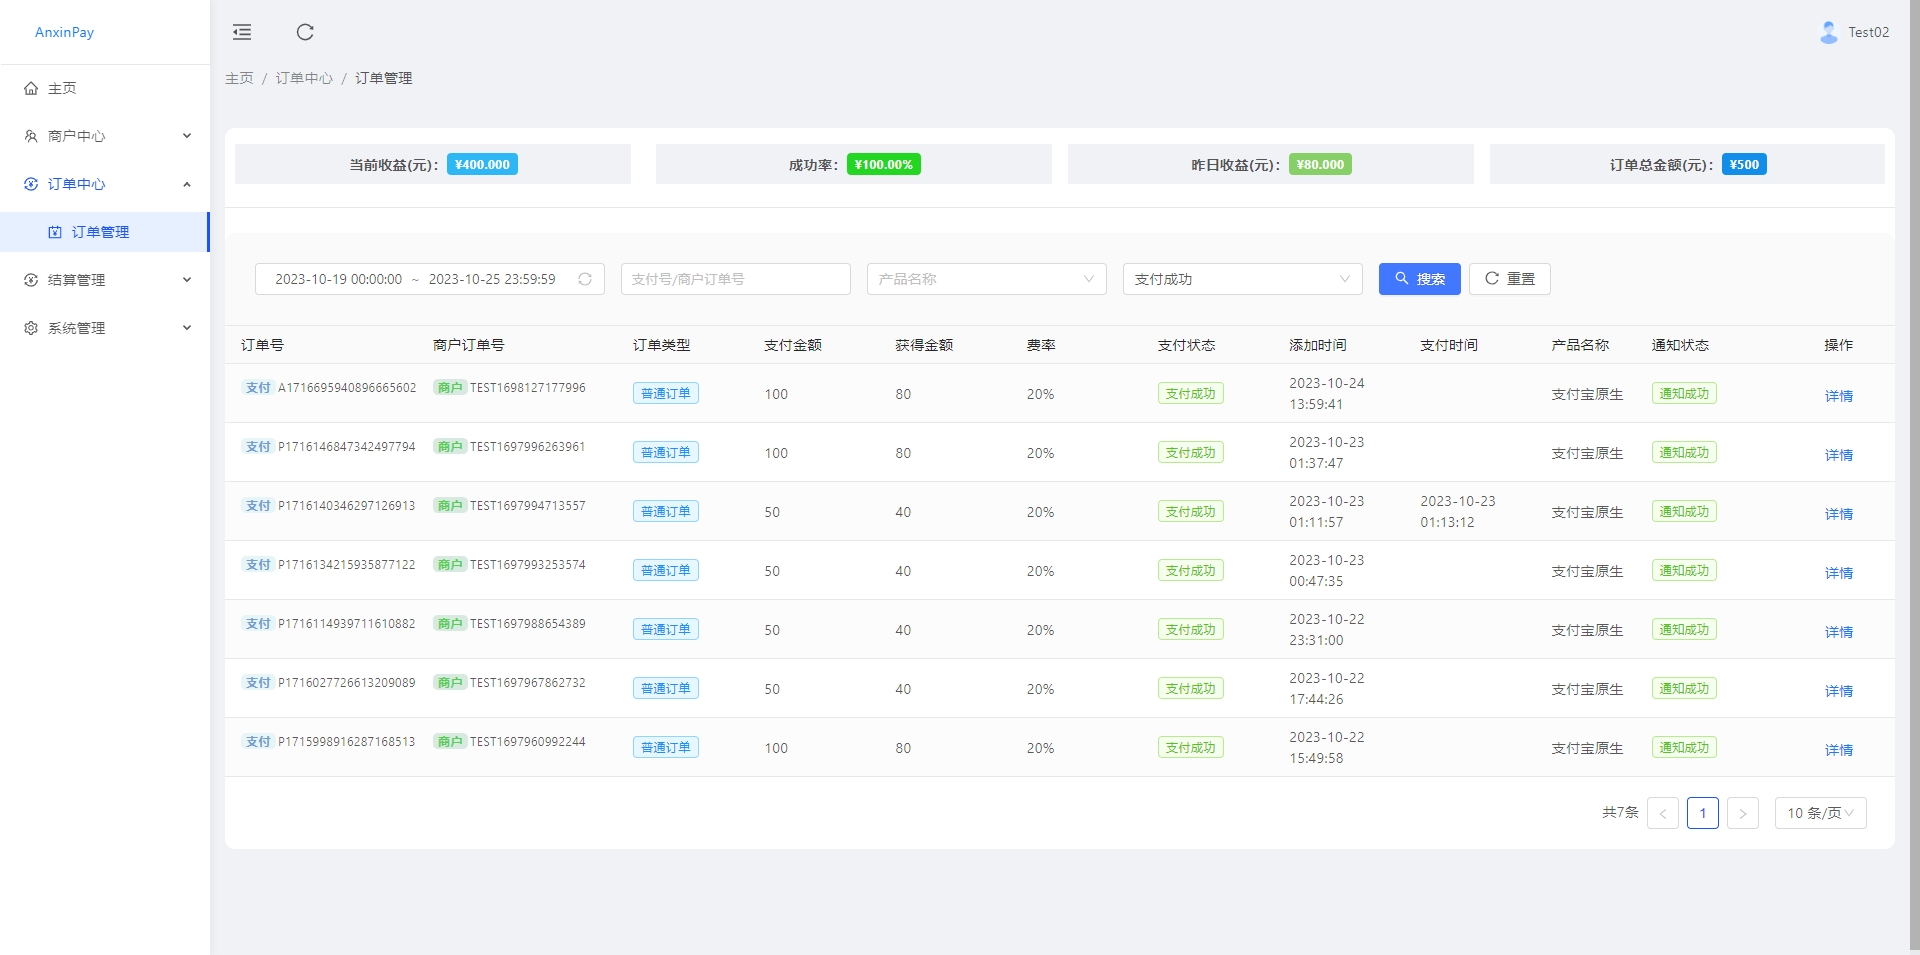 AnxinPay
Test02
主页 / 订单中心 / 订单管理
主页
商户中心
订单中心
订单管理
结算管理
系统管理
当前收益(元): ¥400.000
成功率: ¥100.00%
昨日收益(元): ¥80.000
订单总金额(元): ¥500
2023-10-19 00:00:00 ~ 2023-10-25 23:59:59 支付号/商户订单号 产品名称 支付成功 搜索 重置
订单号 商户订单号 订单类型 支付金额 获得金额 费率 支付状态 添加时间 支付时间 产品名称 通知状态 操作
支付 A1716695940896665602 商户 TEST1698127177996 普通订单 100 80 20% 支付成功 2023-10-24 13:59:41 支付宝原生 通知成功 详情
支付 P1716146847342497794 商户 TEST1697996263961 普通订单 100 80 20% 支付成功 2023-10-23 01:37:47 支付宝原生 通知成功 详情
支付 P1716140346297126913 商户 TEST1697994713557 普通订单 50 40 20% 支付成功 2023-10-23 01:11:57 2023-10-23 01:13:12 支付宝原生 通知成功 详情
支付 P1716134215935877122 商户 TEST1697993253574 普通订单 50 40 20% 支付成功 2023-10-23 00:47:35 支付宝原生 通知成功 详情
支付 P1716114939711610882 商户 TEST1697988654389 普通订单 50 40 20% 支付成功 2023-10-22 23:31:00 支付宝原生 通知成功 详情
支付 P1716027726613209089 商户 TEST1697967862732 普通订单 50 40 20% 支付成功 2023-10-22 17:44:26 支付宝原生 通知成功 详情
支付 P1715998916287168513 商户 TEST1697960992244 普通订单 100 80 20% 支付成功 2023-10-22 15:49:58 支付宝原生 通知成功 详情
共7条 < 1 > 10 条/页